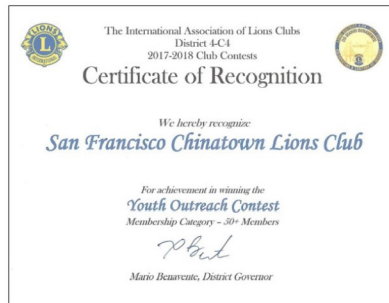 The International Association of Lions Clubs
District 4-C4
2017-2018 Club Contests
Certificate of Recognition
We hereby recognize
San Francisco Chinatown Lions Club
For achievement in winning the
Youth Outreach Contest
Membership Category – 50+ Members
Mario Benavente, District Governor
LIONS
L
INTERNATIONAL